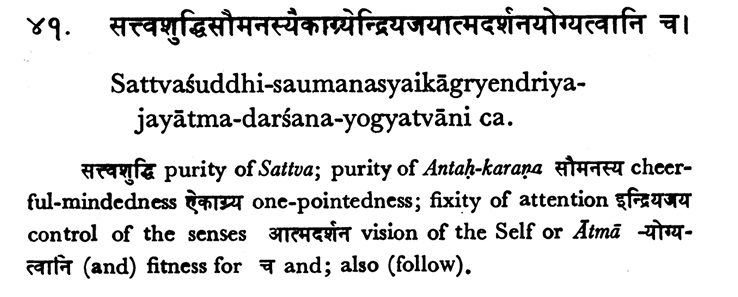 ४१. सत्त्वशुद्धिसौमनस्यैकाग्र्येन्द्रियजयात्मदर्शनयोग्यत्वानि च।
Sattvaśuddhi-saumanasyaikāgryendriya-
jayātma-darśana-yogyatvāni ca.
सत्त्वशुद्धि purity of Sattva; purity of Antaḥ-karaṇa सौमनस्य cheer-
ful-mindedness ऐकाग्र्य one-pointedness; fixity of attention इन्द्रियजय
control of the senses आत्मदर्शन vision of the Self or Ātmā -योग्य-
त्वानि (and) fitness for च and; also (follow).